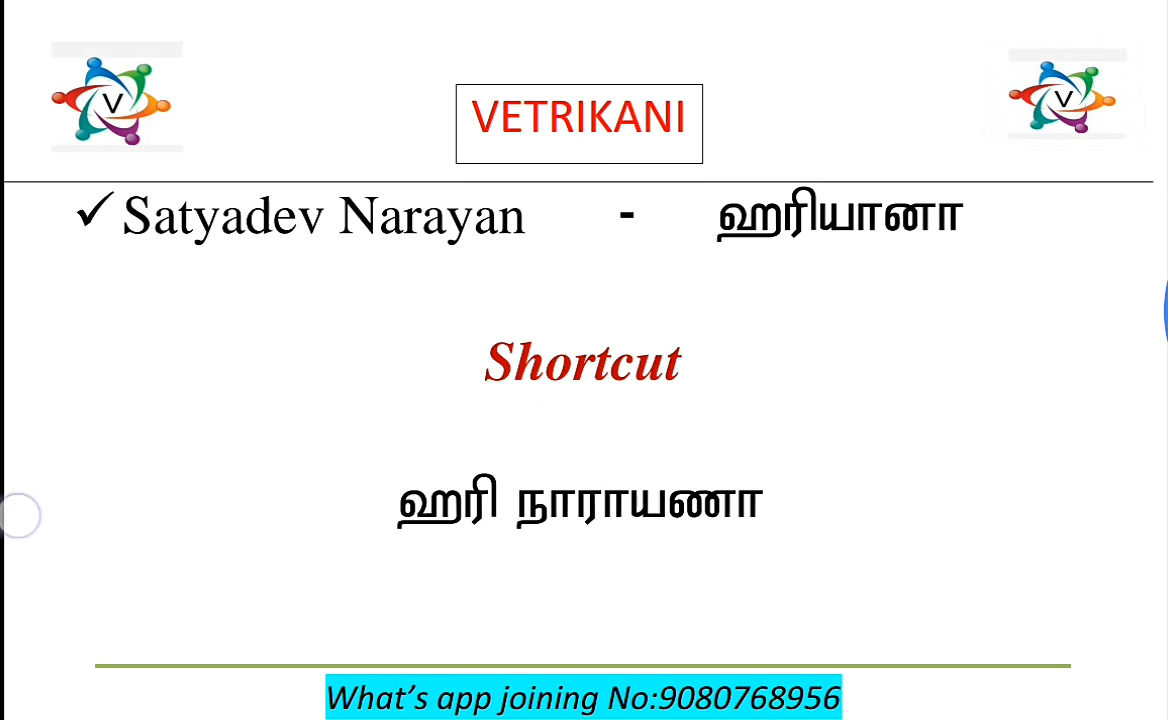 V
V
VETRIKANI
✓ Satyadev Narayan - ஹரியானா
Shortcut
ஹரி நாராயணா
What's app joining No:9080768956